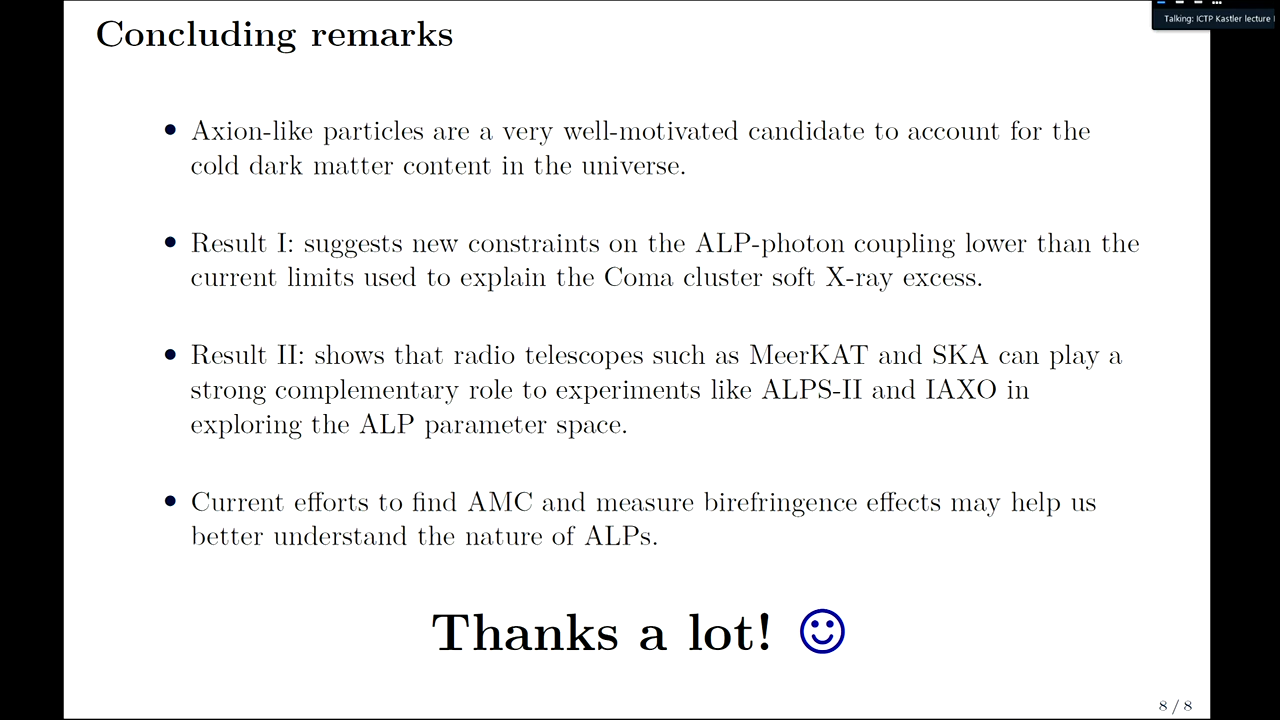 Concluding remarks
Talking: ICTP Kastler lecture
• Axion-like particles are a very well-motivated candidate to account for the
cold dark matter content in the universe.
• Result I: suggests new constraints on the ALP-photon coupling lower than the
current limits used to explain the Coma cluster soft X-ray excess.
• Result II: shows that radio telescopes such as MeerKAT and SKA can play a
strong complementary role to experiments like ALPS-II and IAXO in
exploring the ALP parameter space.
• Current efforts to find AMC and measure birefringence effects may help us
better understand the nature of ALPs.
Thanks a lot! ☺
8 / 8